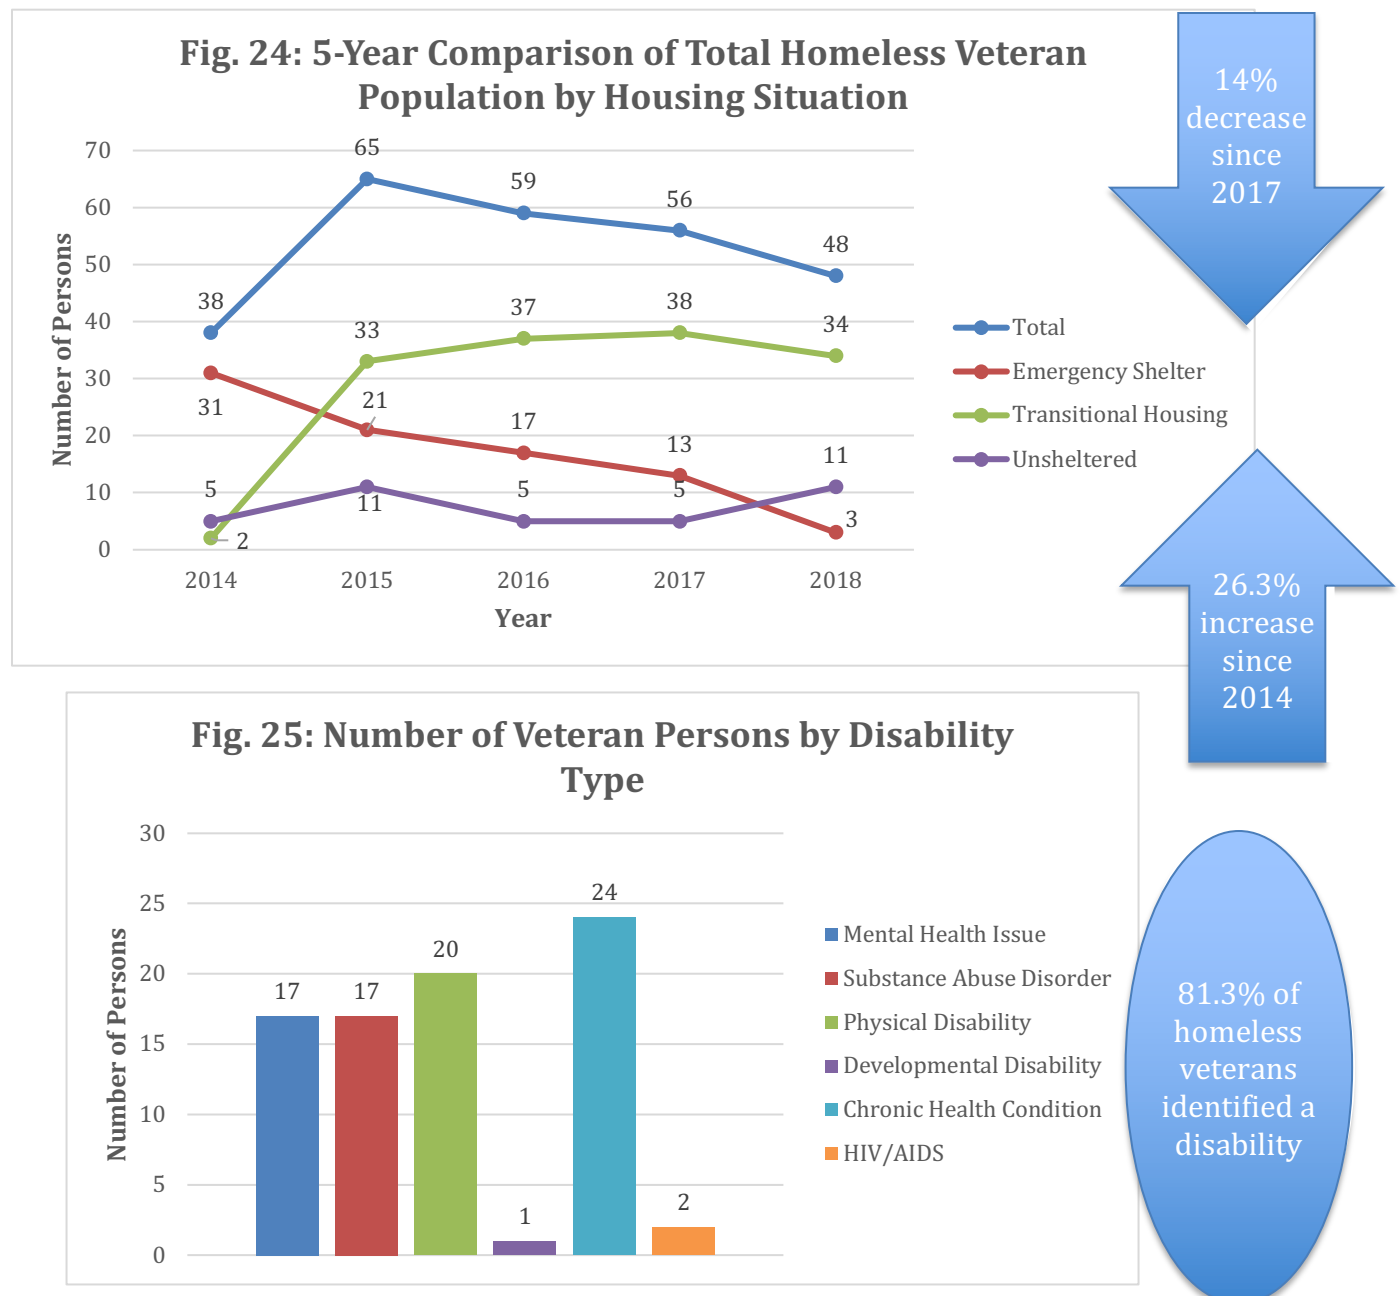 Fig. 24: 5-Year Comparison of Total Homeless Veteran
Population by Housing Situation
70
60
50
40
30
20
10
0
Number of Persons
38
65
59
56
48
31
21
17
13
3
2
33
37
38
34
5
11
5
5
11
2014
2015
2016
2017
2018
Year
Total
Emergency Shelter
Transitional Housing
Unsheltered
14%
decrease
since
2017
26.3%
increase
since
2014
Fig. 25: Number of Veteran Persons by Disability
Type
30
25
20
15
10
5
0
Number of Persons
17
17
20
1
24
2
Mental Health Issue
Substance Abuse Disorder
Physical Disability
Developmental Disability
Chronic Health Condition
HIV/AIDS
81.3% of
homeless
veterans
identified a
disability